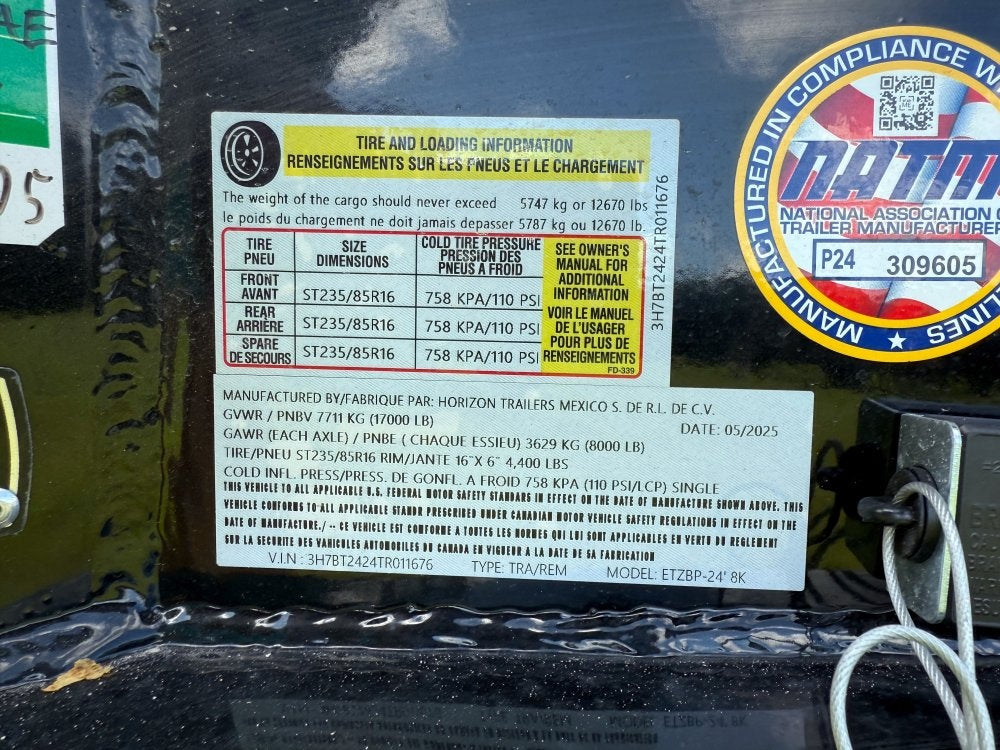 AE
95
TIRE AND LOADING INFORMATION
RENSEIGNEMENTS SUR LES PNEUS ET LE CHARGEMENT
The weight of the cargo should never exceed 5747 kg or 12670 lbs
le poids du chargement ne doit jamais depasser 5787 kg ou 12670 lb.
TIRE PNEU
SIZE DIMENSIONS
COLD TIRE PRESSURE PRESSION DES PNEUS A FROID
FRONT AVANT ST235/85R16 758 KPA/110 PSI
REAR ARRIÈRE ST235/85R16 758 KPA/110 PSI
SPARE DE SECOURS ST235/85R16 758 KPA/110 PSI
SEE OWNER'S
MANUAL FOR
ADDITIONAL
INFORMATION
VOIR LE MANUEL
DE L'USAGER
POUR PLUS DE
RENSEIGNEMENTS
FD-339
3H7BT2424TR011676
MANUFACTURED BY/FABRIQUE PAR: HORIZON TRAILERS MEXICO S. DE R.L. DE C.V.
GVWR / PNBV 7711 KG (17000 LB) DATE: 05/2025
GAWR (EACH AXLE) / PNBE ( CHAQUE ESSIEU) 3629 KG (8000 LB)
TIRE/PNEU ST235/85R16 RIM/JANTE 16"X 6" 4,400 LBS
COLD INFL. PRESS/PRESS. DE GONFL. A FROID 758 KPA (110 PSI/LCP) SINGLE
THIS VEHICLE TO ALL APPLICABLE U.S. FEDERAL MOTOR SAFETY STANDARS IN EFFECT ON THE DATE OF MANUFACTURE SHOWN ABOVE. THIS
VEHICLE CONFORMS TO ALL APPLICABLE STANDR PRESCRIBED UNDER CANADIAN MOTOR VEHICLE SAFETY REGULATIONS IN EFFECT ON THE
DATE OF MANUFACTURE./ -- CE VEHICLE EST CONFORME A TOUTES LES NORMES QUI LUI SONT APPLICABLES EN VERTU DU REGLEMENT
SUR LA SECURITE DES VAHICULES AUTOMOBILES DU CANADA EN VIGUEUR A LA DATE DE SA FABRICATION
V.I.N : 3H7BT2424TR011676 TYPE: TRA/REM MODEL: ETZBP-24' 8K
MANUFACTURED IN COMPLIANCE W
NATM
NATIONAL ASSOCIATION O
TRAILER MANUFACTURER
P24 309605
MANUF
LINES